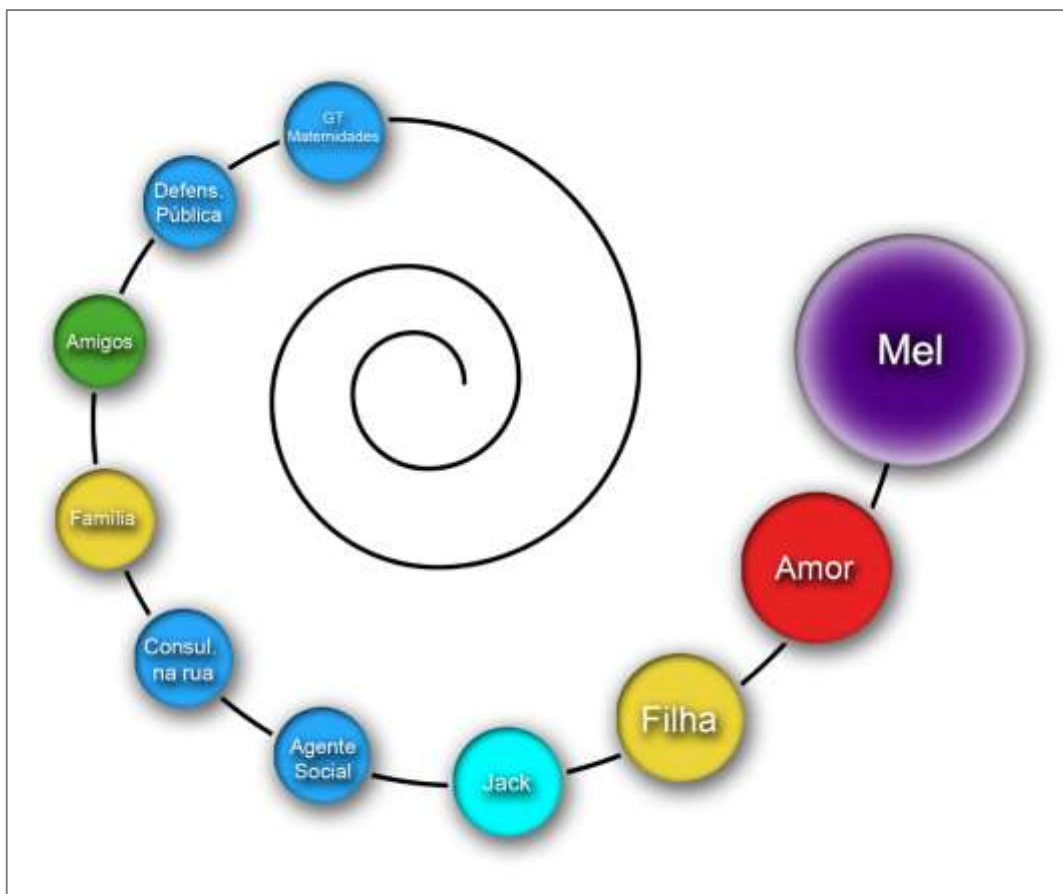 GT
Maternidades
Defens.
Pública
Amigos
Mel
Família
Amor
Consul.
na rua
Filha
Agente
Social
Jack